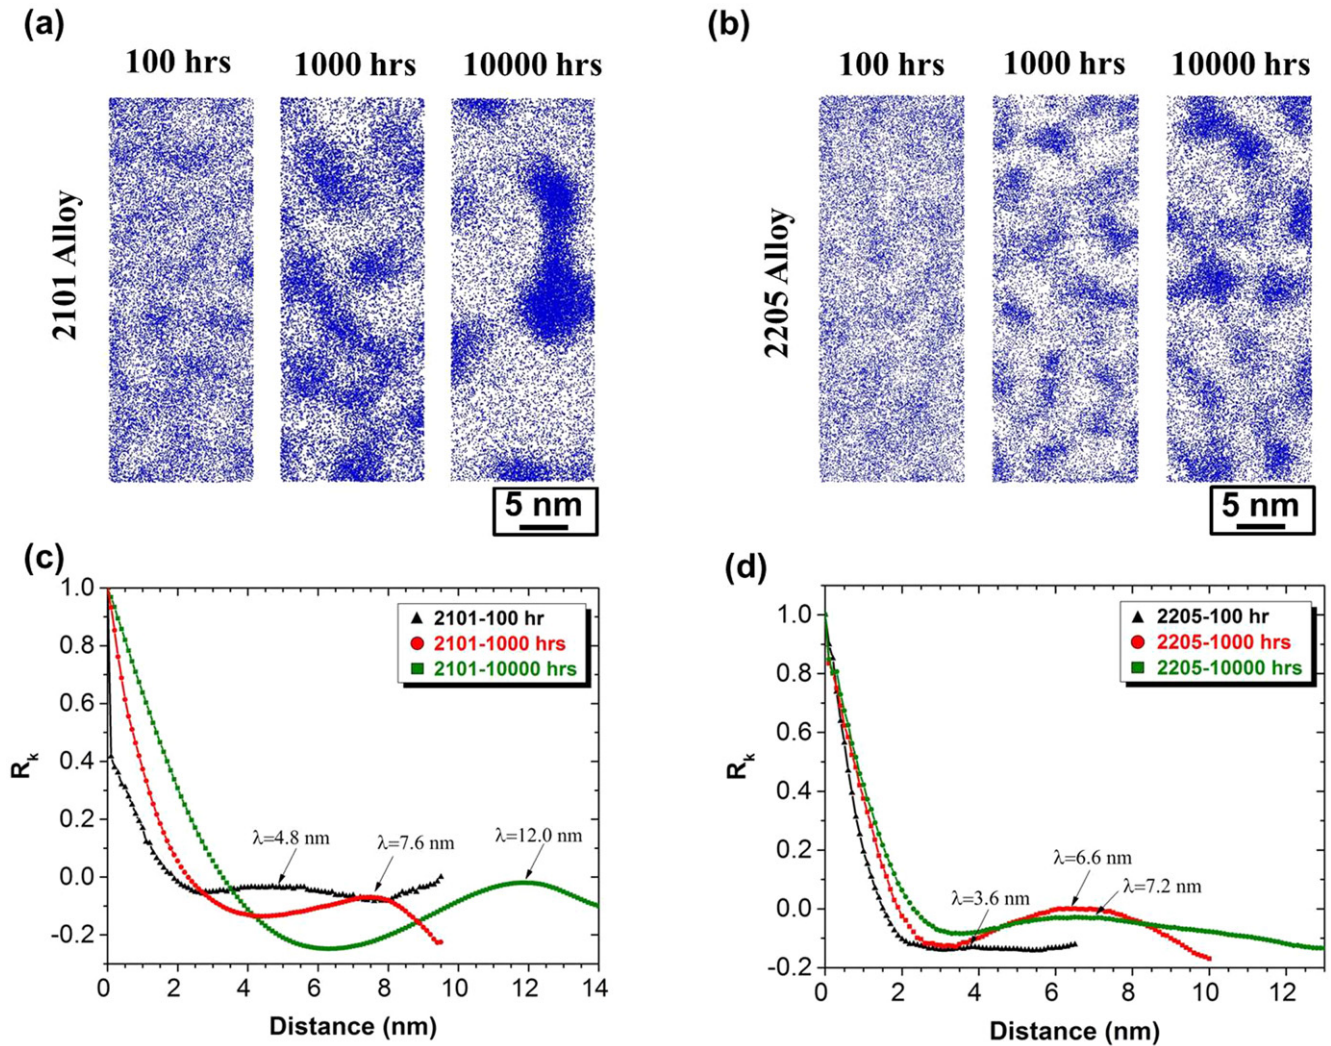 (a)
100 hrs 1000 hrs 10000 hrs
2101 Alloy
5 nm
(b)
100 hrs 1000 hrs 10000 hrs
2205 Alloy
5 nm
(c)
1.0
0.8
0.6
0.4
0.2
0.0
-0.2
Rk
2101-100 hr
2101-1000 hrs
2101-10000 hrs
λ=4.8 nm
λ=7.6 nm
λ=12.0 nm
0 2 4 6 8 10 12 14
Distance (nm)
(d)
1.0
0.8
0.6
0.4
0.2
0.0
-0.2
Rk
2205-100 hr
2205-1000 hrs
2205-10000 hrs
λ=6.6 nm
λ=7.2 nm
λ=3.6 nm
0 2 4 6 8 10 12
Distance (nm)